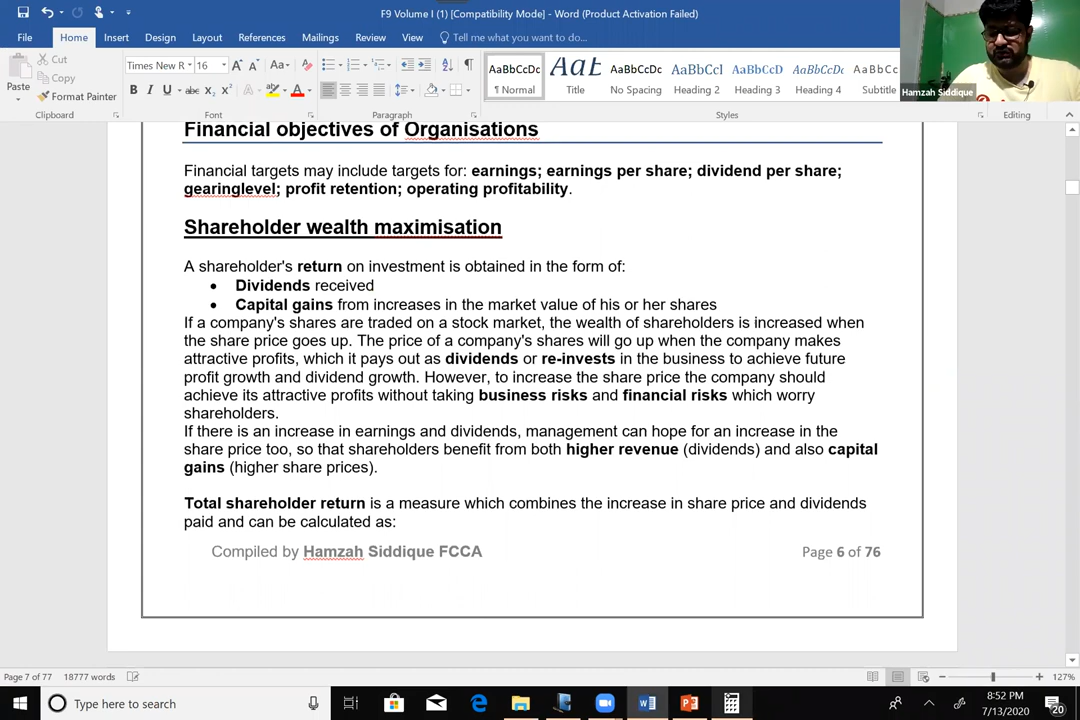 F9 Volume I (1) [Compatibility Mode] - Word (Product Activation Failed)
File Home Insert Design Layout References Mailings Review View Tell me what you want to do...
Paste
Cut
Copy
Format Painter
Clipboard
Times New R 16 A A Aa
B I U abc X₂ X² A A
Font
Paragraph
AaBbCcDc AaB AaBbCcDc AaBbCcI AaBbCcD AaBbCcDc AaBbCc
¶ Normal Title No Spacing Heading 2 Heading 3 Heading 4 Subtitle
Styles
Editing
Hamzah Siddique
Financial objectives of Organisations
Financial targets may include targets for: earnings; earnings per share; dividend per share;
gearinglevel; profit retention; operating profitability.
Shareholder wealth maximisation
A shareholder's return on investment is obtained in the form of:
• Dividends received
• Capital gains from increases in the market value of his or her shares
If a company's shares are traded on a stock market, the wealth of shareholders is increased when
the share price goes up. The price of a company's shares will go up when the company makes
attractive profits, which it pays out as dividends or re-invests in the business to achieve future
profit growth and dividend growth. However, to increase the share price the company should
achieve its attractive profits without taking business risks and financial risks which worry
shareholders.
If there is an increase in earnings and dividends, management can hope for an increase in the
share price too, so that shareholders benefit from both higher revenue (dividends) and also capital
gains (higher share prices).
Total shareholder return is a measure which combines the increase in share price and dividends
paid and can be calculated as:
Compiled by Hamzah Siddique FCCA Page 6 of 76
Page 7 of 77 18777 words 127%
Type here to search
8:52 PM
7/13/2020
20